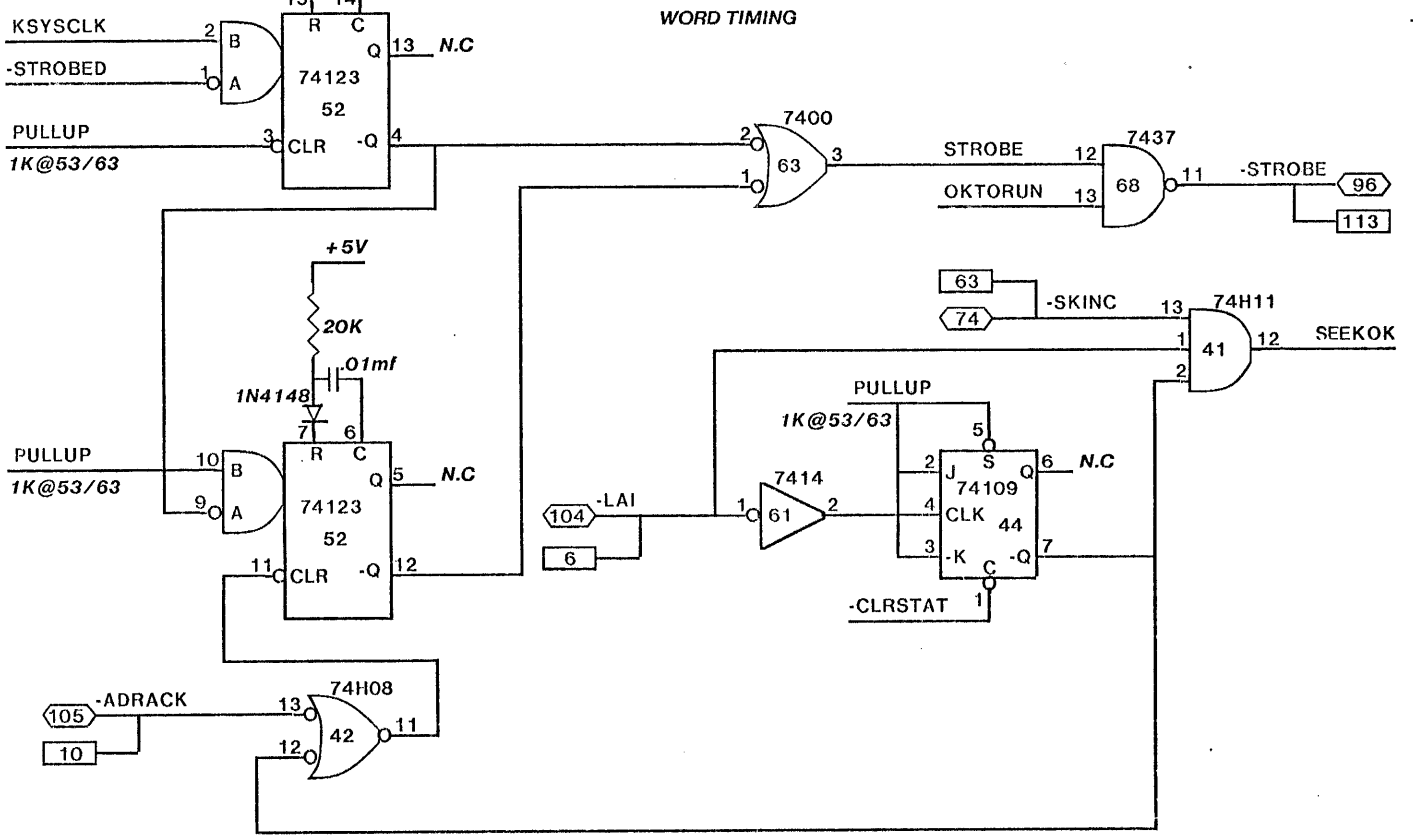 WORD TIMING
15 14
R C
KSYSCLK 2 B
Q 13 N.C
-STROBED 1 A
74123
52
PULLUP 3 CLR -Q 4
1K@53/63
7400
2
1
63
3
STROBE 12
OKTORUN 13
7437
68
11
-STROBE
96
113
+5V
20K
.01mf
1N4148
7 6
R C
PULLUP 10 B
1K@53/63
9 A
Q 5 N.C
74123
52
11 CLR -Q 12
63
-SKINC
74
13
1
2
74H11
41
12
SEEKOK
PULLUP
1K@53/63
5
S
2 J Q 6 N.C
74109
4 CLK 44
3 -K -Q 7
C
1
-CLRSTAT
104
-LAI
6
7414
1 61 2
-ADRACK
105
10
74H08
13
12
42
11